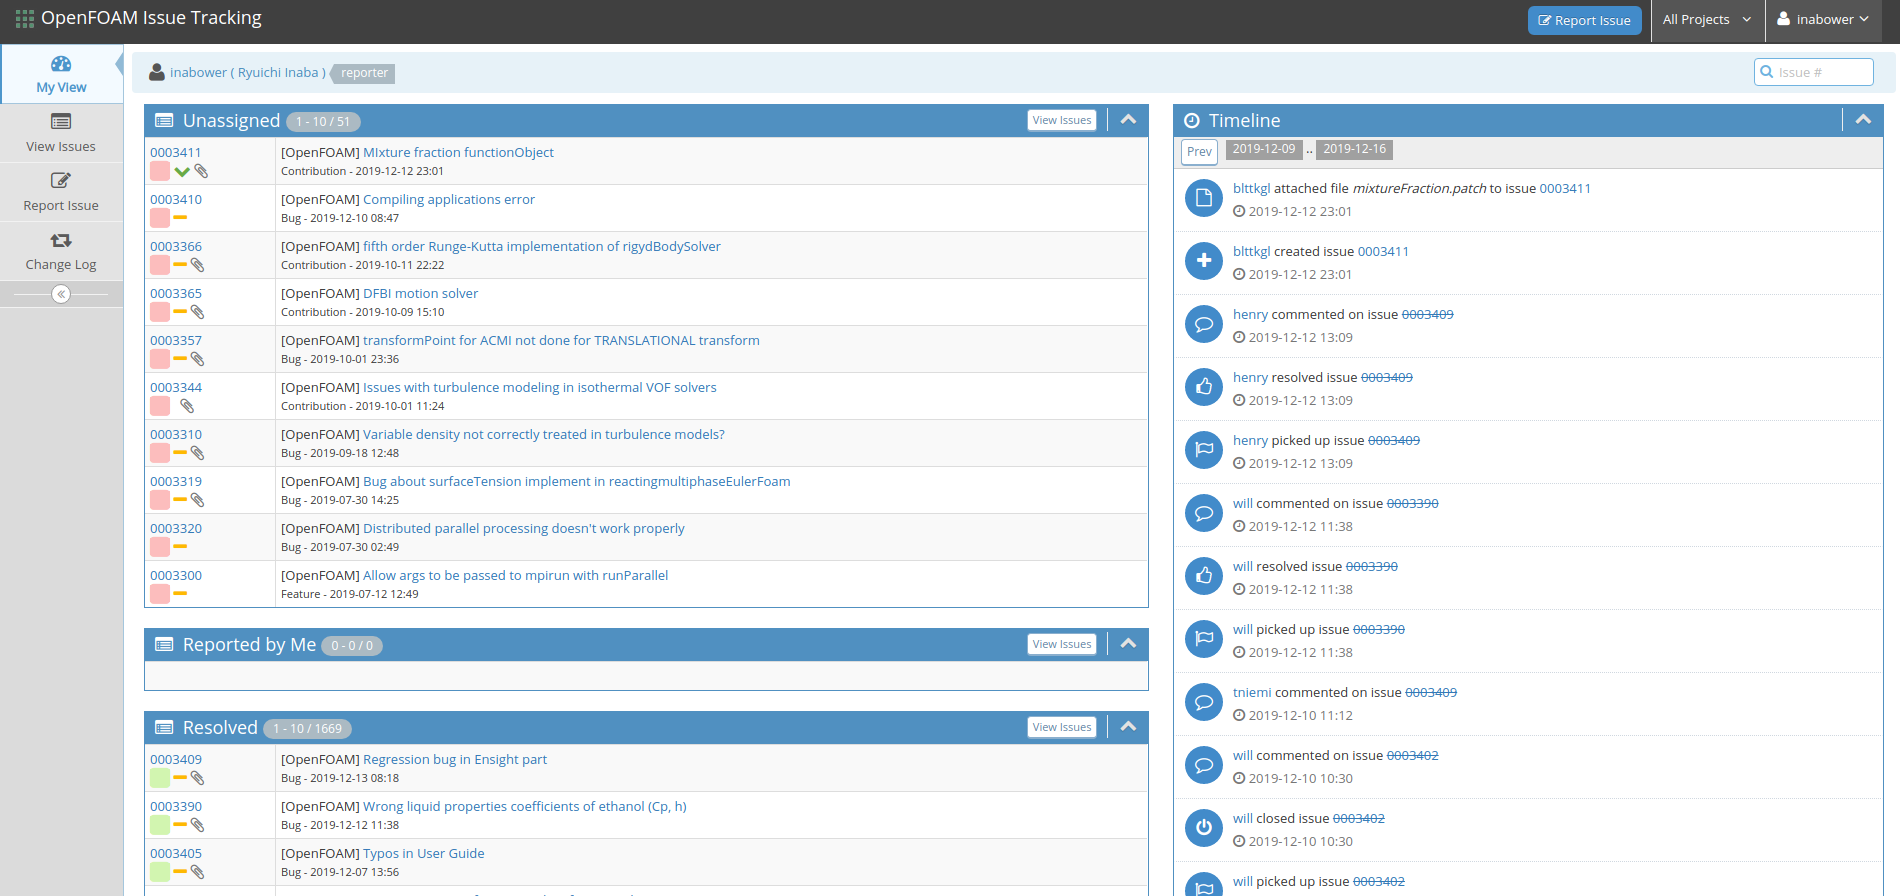 OpenFOAM Issue Tracking
Report Issue
All Projects
inabower
My View
View Issues
Report Issue
Change Log
inabower ( Ryuichi Inaba )
reporter
Issue #
Unassigned
1 - 10 / 51
View Issues
0003411
[OpenFOAM] MIxture fraction functionObject
Contribution - 2019-12-12 23:01
0003410
[OpenFOAM] Compiling applications error
Bug - 2019-12-10 08:47
0003366
[OpenFOAM] fifth order Runge-Kutta implementation of rigydBodySolver
Contribution - 2019-10-11 22:22
0003365
[OpenFOAM] DFBI motion solver
Contribution - 2019-10-09 15:10
0003357
[OpenFOAM] transformPoint for ACMI not done for TRANSLATIONAL transform
Bug - 2019-10-01 23:36
0003344
[OpenFOAM] Issues with turbulence modeling in isothermal VOF solvers
Contribution - 2019-10-01 11:24
0003310
[OpenFOAM] Variable density not correctly treated in turbulence models?
Bug - 2019-09-18 12:48
0003319
[OpenFOAM] Bug about surfaceTension implement in reactingmultiphaseEulerFoam
Bug - 2019-07-30 14:25
0003320
[OpenFOAM] Distributed parallel processing doesn't work properly
Bug - 2019-07-30 02:49
0003300
[OpenFOAM] Allow args to be passed to mpirun with runParallel
Feature - 2019-07-12 12:49
Reported by Me
0 - 0 / 0
View Issues
Resolved
1 - 10 / 1669
View Issues
0003409
[OpenFOAM] Regression bug in Ensight part
Bug - 2019-12-13 08:18
0003390
[OpenFOAM] Wrong liquid properties coefficients of ethanol (Cp, h)
Bug - 2019-12-12 11:38
0003405
[OpenFOAM] Typos in User Guide
Bug - 2019-12-07 13:56
Timeline
Prev
2019-12-09 .. 2019-12-16
blttkgl attached file mixtureFraction.patch to issue 0003411
2019-12-12 23:01
blttkgl created issue 0003411
2019-12-12 23:01
henry commented on issue 0003409
2019-12-12 13:09
henry resolved issue 0003409
2019-12-12 13:09
henry picked up issue 0003409
2019-12-12 13:09
will commented on issue 0003390
2019-12-12 11:38
will resolved issue 0003390
2019-12-12 11:38
will picked up issue 0003390
2019-12-12 11:38
tniemi commented on issue 0003409
2019-12-10 11:12
will commented on issue 0003402
2019-12-10 10:30
will closed issue 0003402
2019-12-10 10:30
will picked up issue 0003402